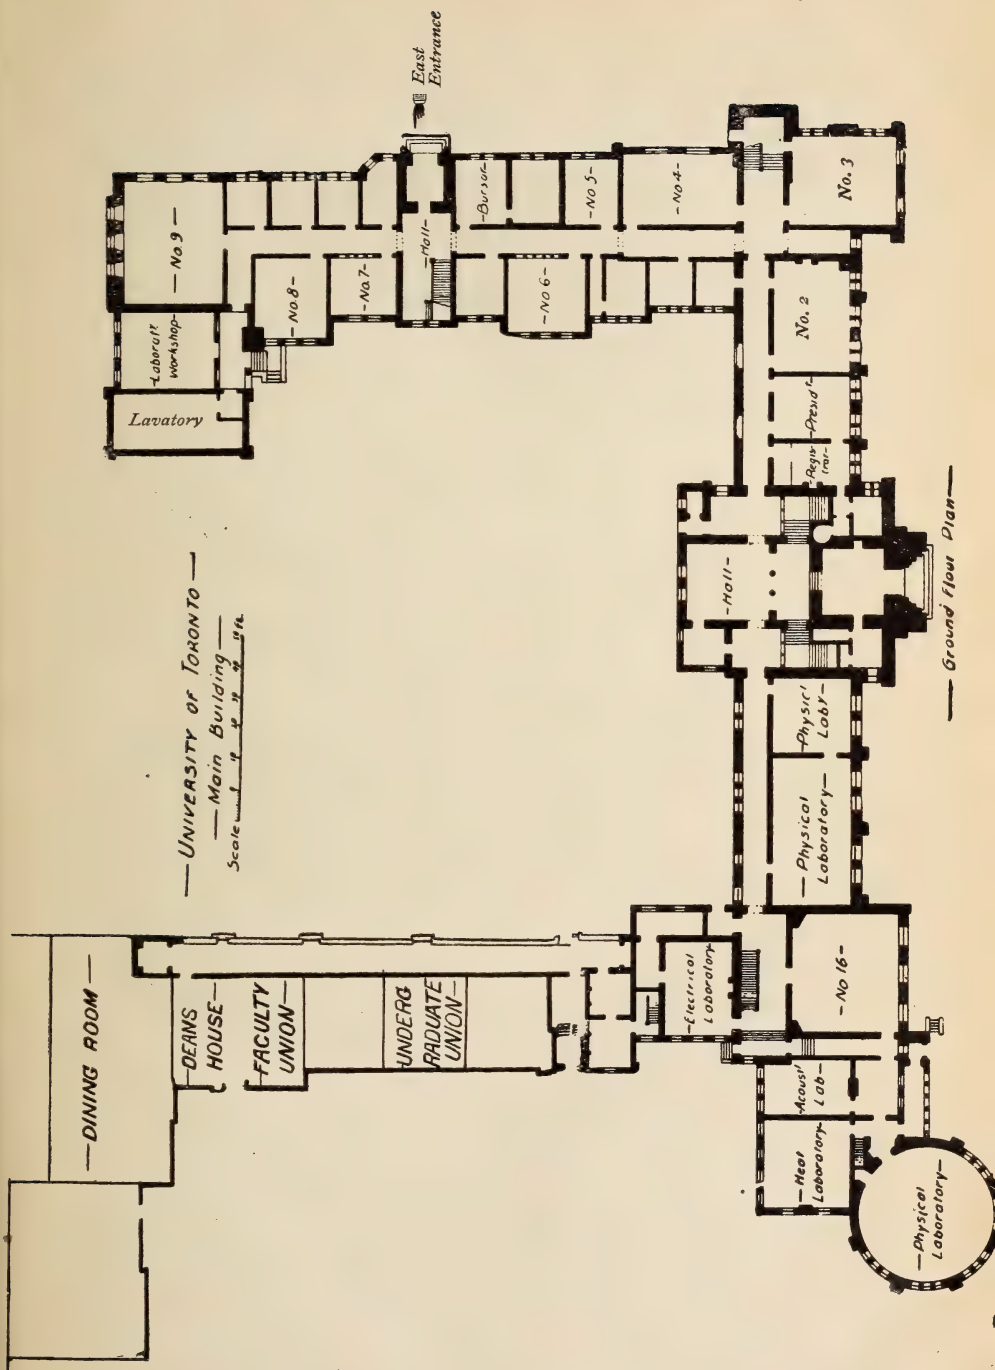 East
Entrance
—No 9—
—Laborat'y
Workshop—
Lavatory
—No. 8—
—No. 7—
—Hall—
—Bursar—
—No 5—
—No 4—
—No 6—
No. 3
No. 2
—Presid't—
—Regis
trar—
—Hall—
—Ground Floor Plan—
—UNIVERSITY OF TORONTO—
—Main Building—
Scale
—Physic'l
Lab'y—
—Physical
Laboratory—
—No 16—
—Electrical
Laboratory—
—Acoust'l
Lab—
—Heat
Laboratory—
—Physical
Laboratory—
—DINING ROOM—
—DEANS
HOUSE—
FACULTY
UNION—
UNDERG
RADUATE
UNION—